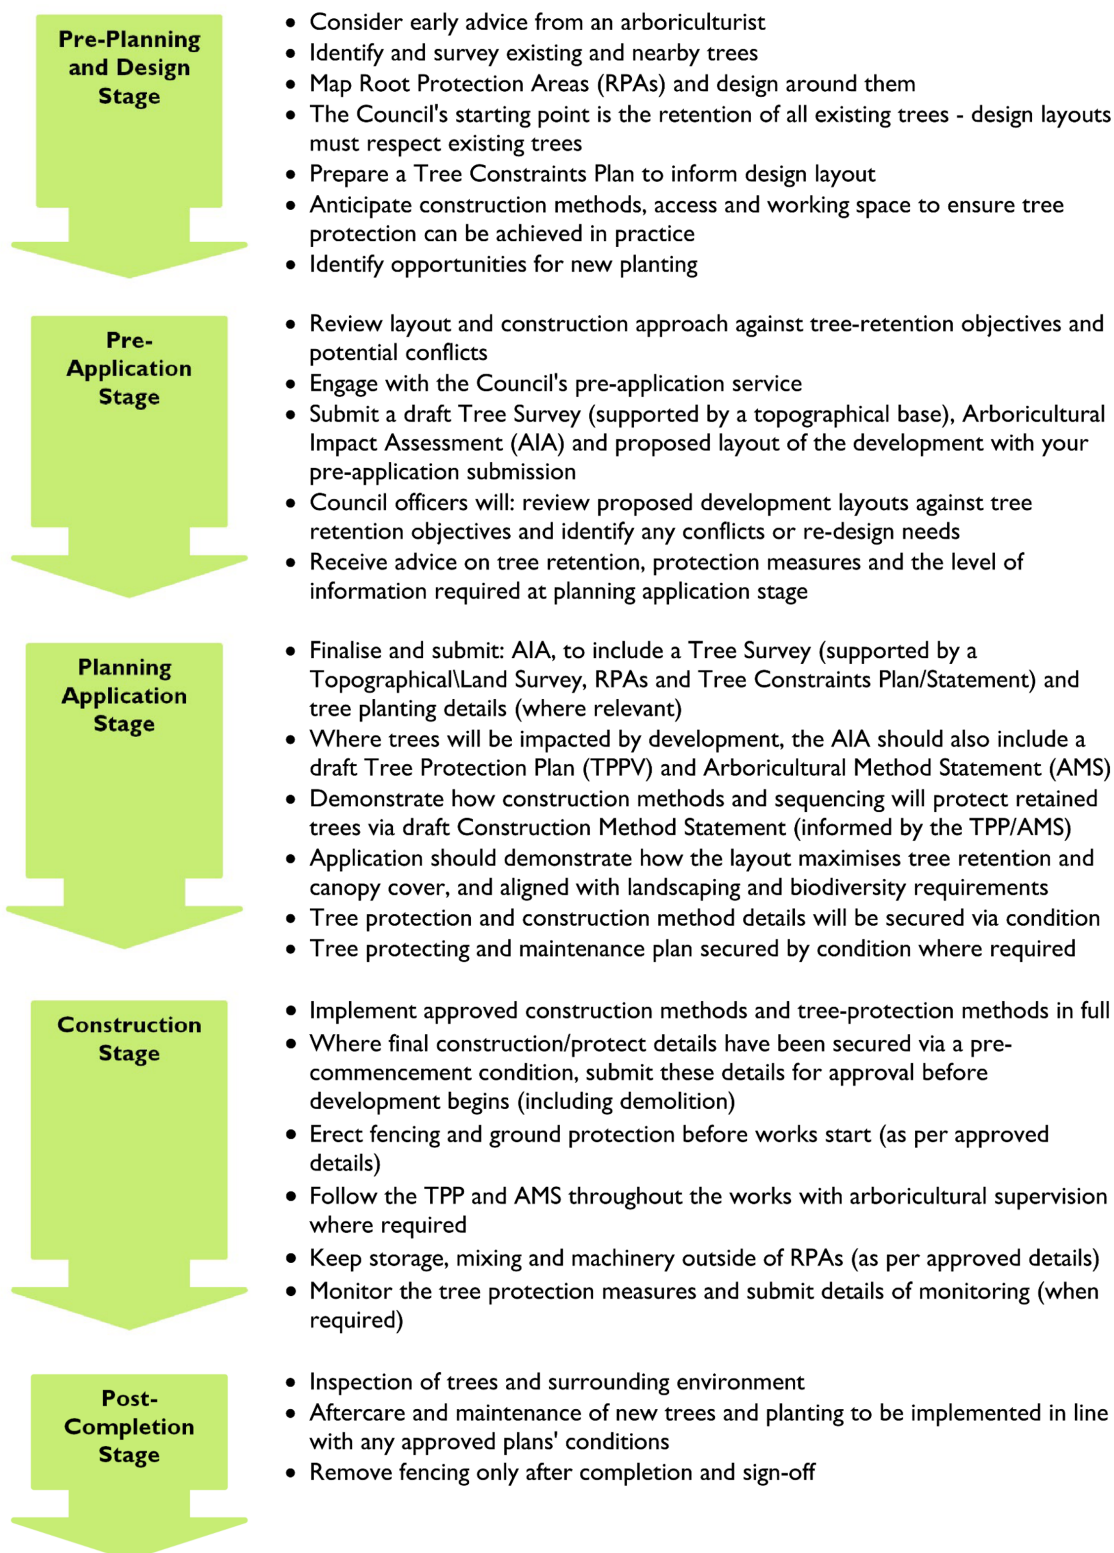 Pre-Planning
and Design
Stage
• Consider early advice from an arboriculturist
• Identify and survey existing and nearby trees
• Map Root Protection Areas (RPAs) and design around them
• The Council's starting point is the retention of all existing trees - design layouts
must respect existing trees
• Prepare a Tree Constraints Plan to inform design layout
• Anticipate construction methods, access and working space to ensure tree
protection can be achieved in practice
• Identify opportunities for new planting
Pre-
Application
Stage
• Review layout and construction approach against tree-retention objectives and
potential conflicts
• Engage with the Council's pre-application service
• Submit a draft Tree Survey (supported by a topographical base), Arboricultural
Impact Assessment (AIA) and proposed layout of the development with your
pre-application submission
• Council officers will: review proposed development layouts against tree
retention objectives and identify any conflicts or re-design needs
• Receive advice on tree retention, protection measures and the level of
information required at planning application stage
Planning
Application
Stage
• Finalise and submit: AIA, to include a Tree Survey (supported by a
Topographical\Land Survey, RPAs and Tree Constraints Plan/Statement) and
tree planting details (where relevant)
• Where trees will be impacted by development, the AIA should also include a
draft Tree Protection Plan (TPPV) and Arboricultural Method Statement (AMS)
• Demonstrate how construction methods and sequencing will protect retained
trees via draft Construction Method Statement (informed by the TPP/AMS)
• Application should demonstrate how the layout maximises tree retention and
canopy cover, and aligned with landscaping and biodiversity requirements
• Tree protection and construction method details will be secured via condition
• Tree protecting and maintenance plan secured by condition where required
Construction
Stage
• Implement approved construction methods and tree-protection methods in full
• Where final construction/protect details have been secured via a pre-
commencement condition, submit these details for approval before
development begins (including demolition)
• Erect fencing and ground protection before works start (as per approved
details)
• Follow the TPP and AMS throughout the works with arboricultural supervision
where required
• Keep storage, mixing and machinery outside of RPAs (as per approved details)
• Monitor the tree protection measures and submit details of monitoring (when
required)
Post-
Completion
Stage
• Inspection of trees and surrounding environment
• Aftercare and maintenance of new trees and planting to be implemented in line
with any approved plans' conditions
• Remove fencing only after completion and sign-off